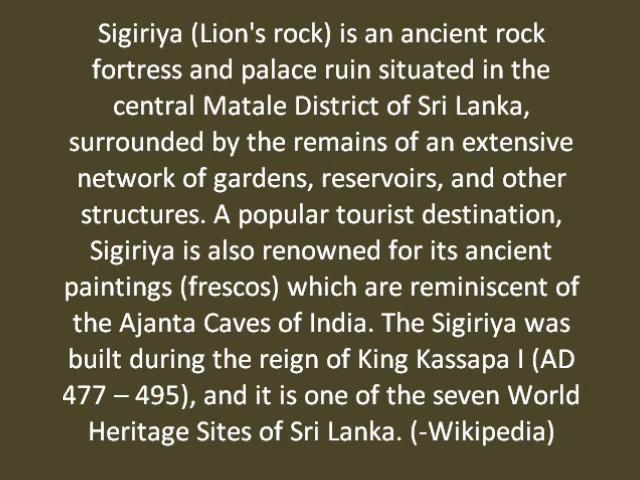 Sigiriya (Lion's rock) is an ancient rock
fortress and palace ruin situated in the
central Matale District of Sri Lanka,
surrounded by the remains of an extensive
network of gardens, reservoirs, and other
structures. A popular tourist destination,
Sigiriya is also renowned for its ancient
paintings (frescos) which are reminiscent of
the Ajanta Caves of India. The Sigiriya was
built during the reign of King Kassapa I (AD
477 – 495), and it is one of the seven World
Heritage Sites of Sri Lanka. (-Wikipedia)